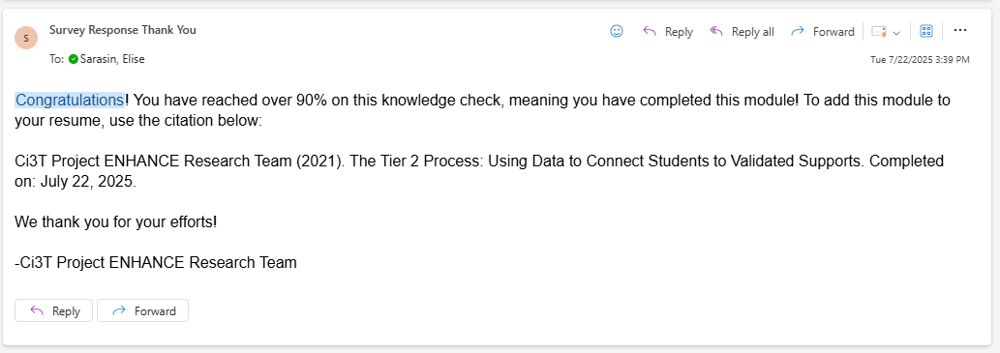 S
Survey Response Thank You
Reply
Reply all
Forward
To: Sarasin, Elise
Tue 7/22/2025 3:39 PM
Congratulations! You have reached over 90% on this knowledge check, meaning you have completed this module! To add this module to
your resume, use the citation below:
Ci3T Project ENHANCE Research Team (2021). The Tier 2 Process: Using Data to Connect Students to Validated Supports. Completed
on: July 22, 2025.
We thank you for your efforts!
-Ci3T Project ENHANCE Research Team
Reply
Forward